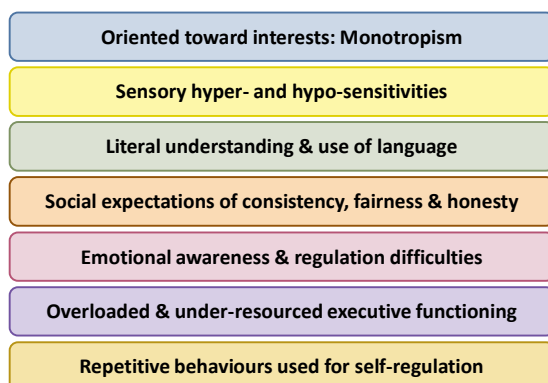 Oriented toward interests: Monotropism
Sensory hyper- and hypo-sensitivities
Literal understanding & use of language
Social expectations of consistency, fairness & honesty
Emotional awareness & regulation difficulties
Overloaded & under-resourced executive functioning
Repetitive behaviours used for self-regulation